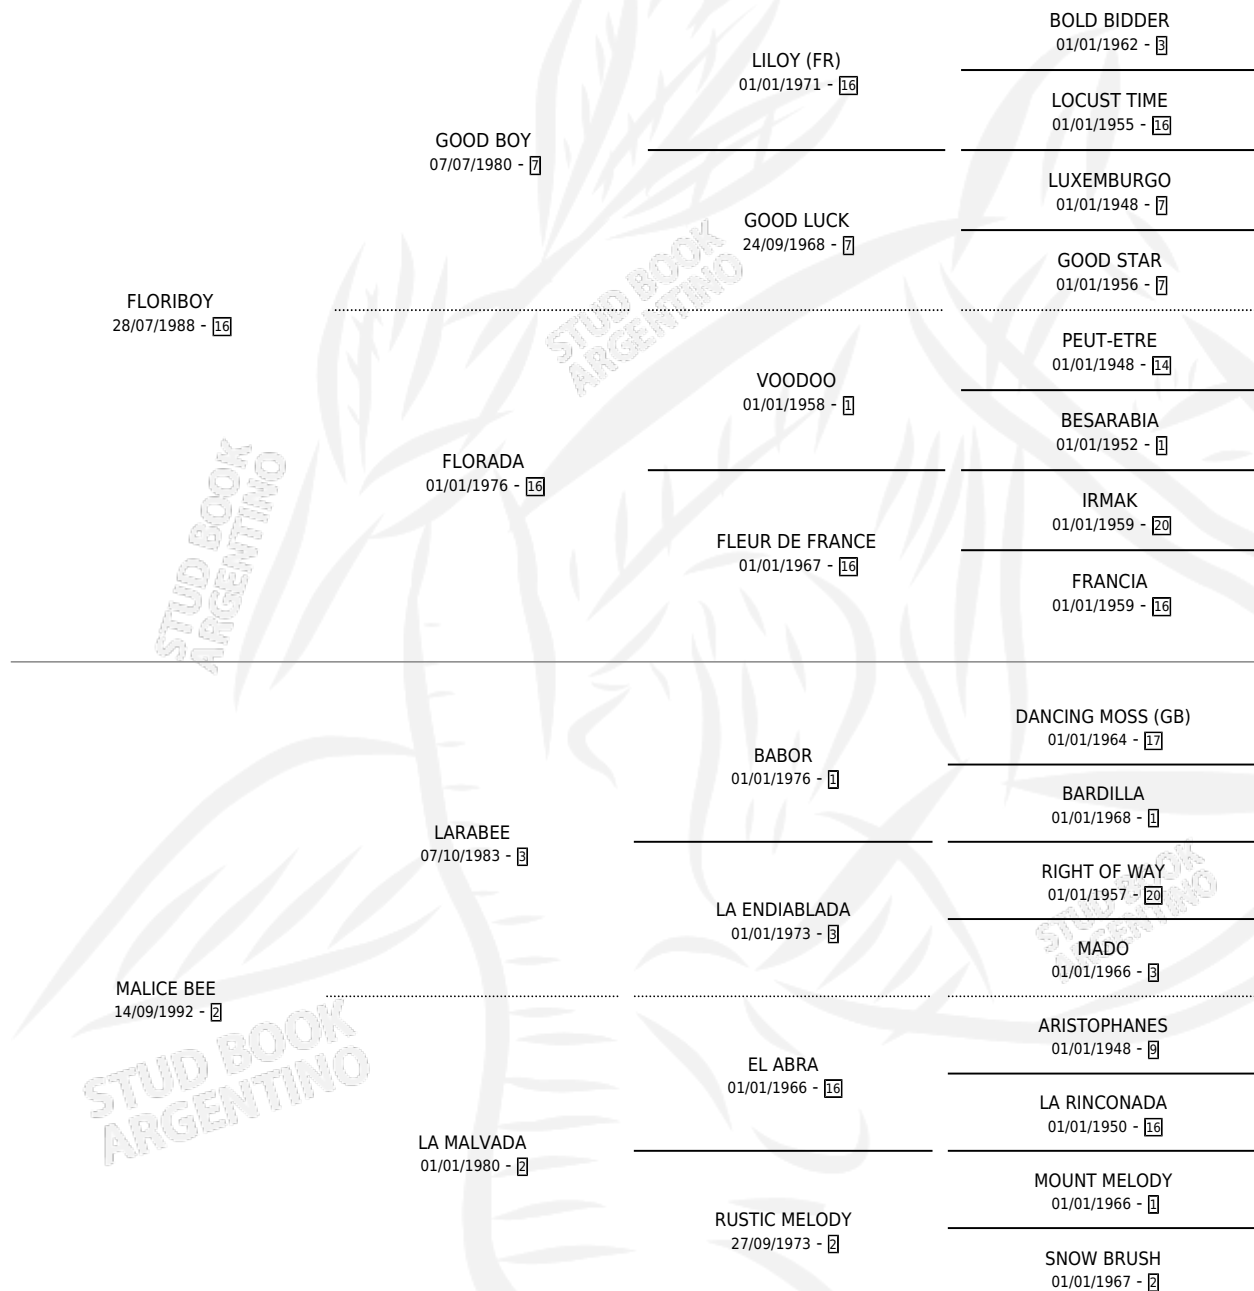 BOLD BIDDER
01/01/1962 - 3
LILOY (FR)
01/01/1971 - 16
LOCUST TIME
01/01/1955 - 16
GOOD BOY
07/07/1980 - 7
LUXEMBURGO
01/01/1948 - 7
GOOD LUCK
24/09/1968 - 7
GOOD STAR
01/01/1956 - 7
FLORIBOY
28/07/1988 - 16
PEUT-ETRE
01/01/1948 - 14
VOODOO
01/01/1958 - 1
BESARABIA
01/01/1952 - 1
FLORADA
01/01/1976 - 16
IRMAK
01/01/1959 - 20
FLEUR DE FRANCE
01/01/1967 - 16
FRANCIA
01/01/1959 - 16
DANCING MOSS (GB)
01/01/1964 - 17
BABOR
01/01/1976 - 1
BARDILLA
01/01/1968 - 1
LARABEE
07/10/1983 - 3
RIGHT OF WAY
01/01/1957 - 20
LA ENDIABLADA
01/01/1973 - 3
MADO
01/01/1966 - 3
MALICE BEE
14/09/1992 - 2
ARISTOPHANES
01/01/1948 - 9
EL ABRA
01/01/1966 - 16
LA RINCONADA
01/01/1950 - 16
LA MALVADA
01/01/1980 - 2
MOUNT MELODY
01/01/1966 - 1
RUSTIC MELODY
27/09/1973 - 2
SNOW BRUSH
01/01/1967 - 2
STUD BOOK
ARGENTINO
STUD BOOK
ARGENTINO
STUD BOOK
ARGENTINO
STUD BOOK
ARGENTINO